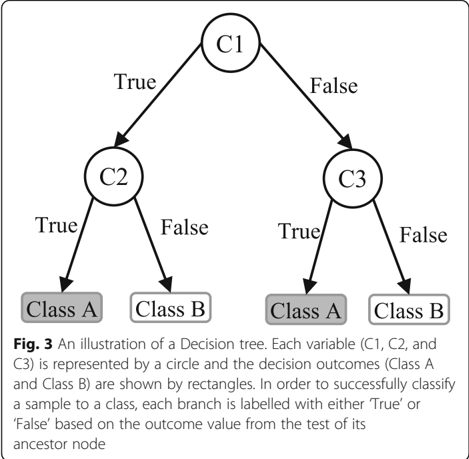 C1
True
False
C2
C3
True
False
True
False
Class A
Class B
Class A
Class B
Fig. 3 An illustration of a Decision tree. Each variable (C1, C2, and
C3) is represented by a circle and the decision outcomes (Class A
and Class B) are shown by rectangles. In order to successfully classify
a sample to a class, each branch is labelled with either 'True' or
'False' based on the outcome value from the test of its
ancestor node